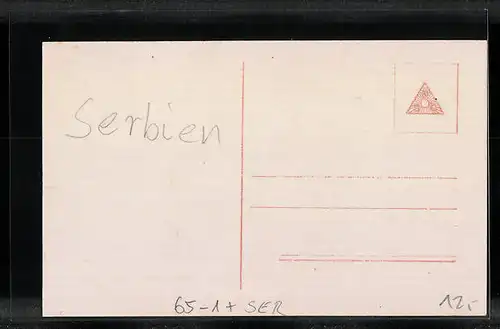 Serbien
65-1+ SER
12,-